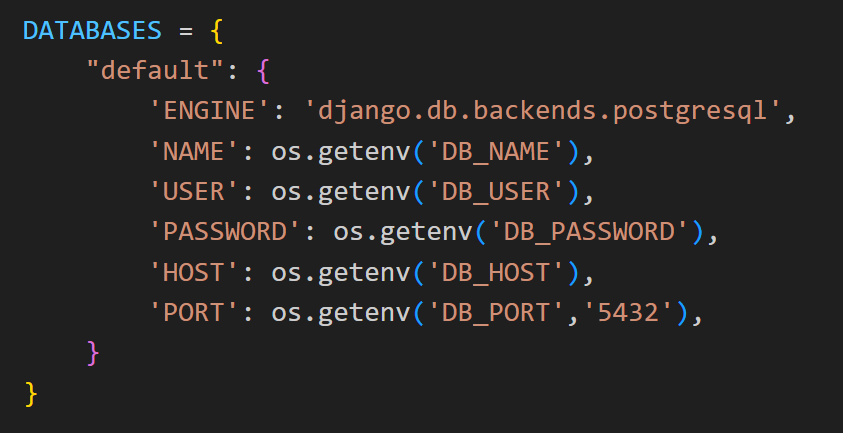 DATABASES = {
    "default": {
        'ENGINE': 'django.db.backends.postgresql',
        'NAME': os.getenv('DB_NAME'),
        'USER': os.getenv('DB_USER'),
        'PASSWORD': os.getenv('DB_PASSWORD'),
        'HOST': os.getenv('DB_HOST'),
        'PORT': os.getenv('DB_PORT','5432'),
    }
}